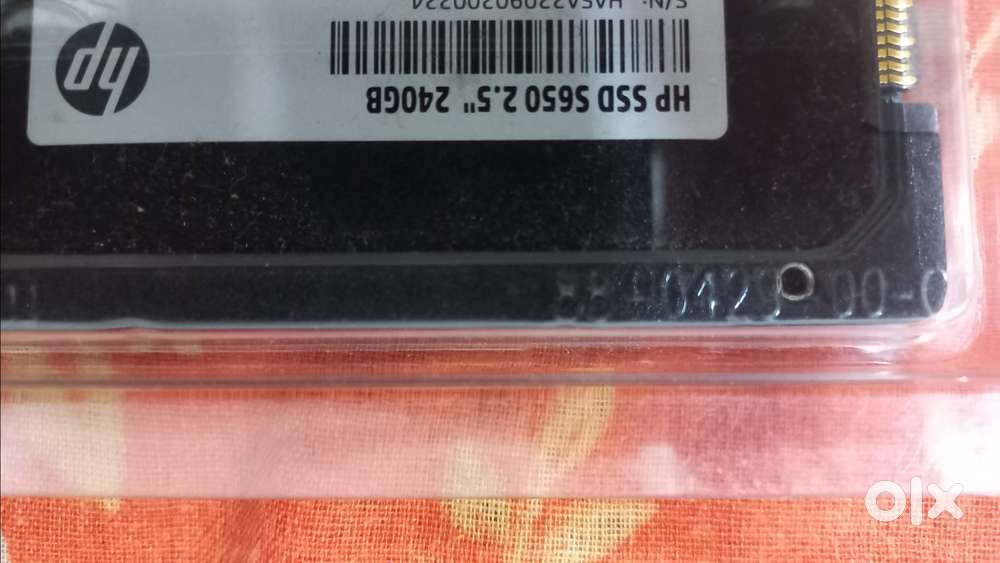 HP SSD S650 2.5" 240GB
S/N: HASA22090200224
hp
olx